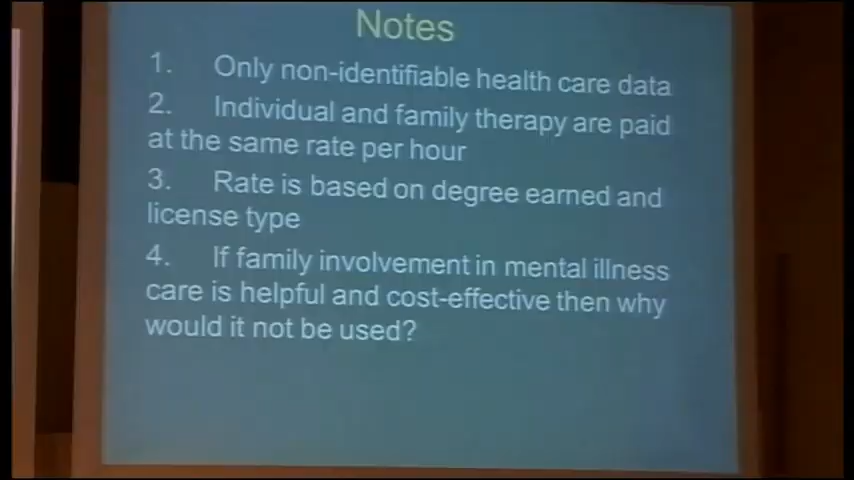 Notes
1. Only non-identifiable health care data
2. Individual and family therapy are paid
at the same rate per hour
3. Rate is based on degree earned and
license type
4. If family involvement in mental illness
care is helpful and cost-effective then why
would it not be used?